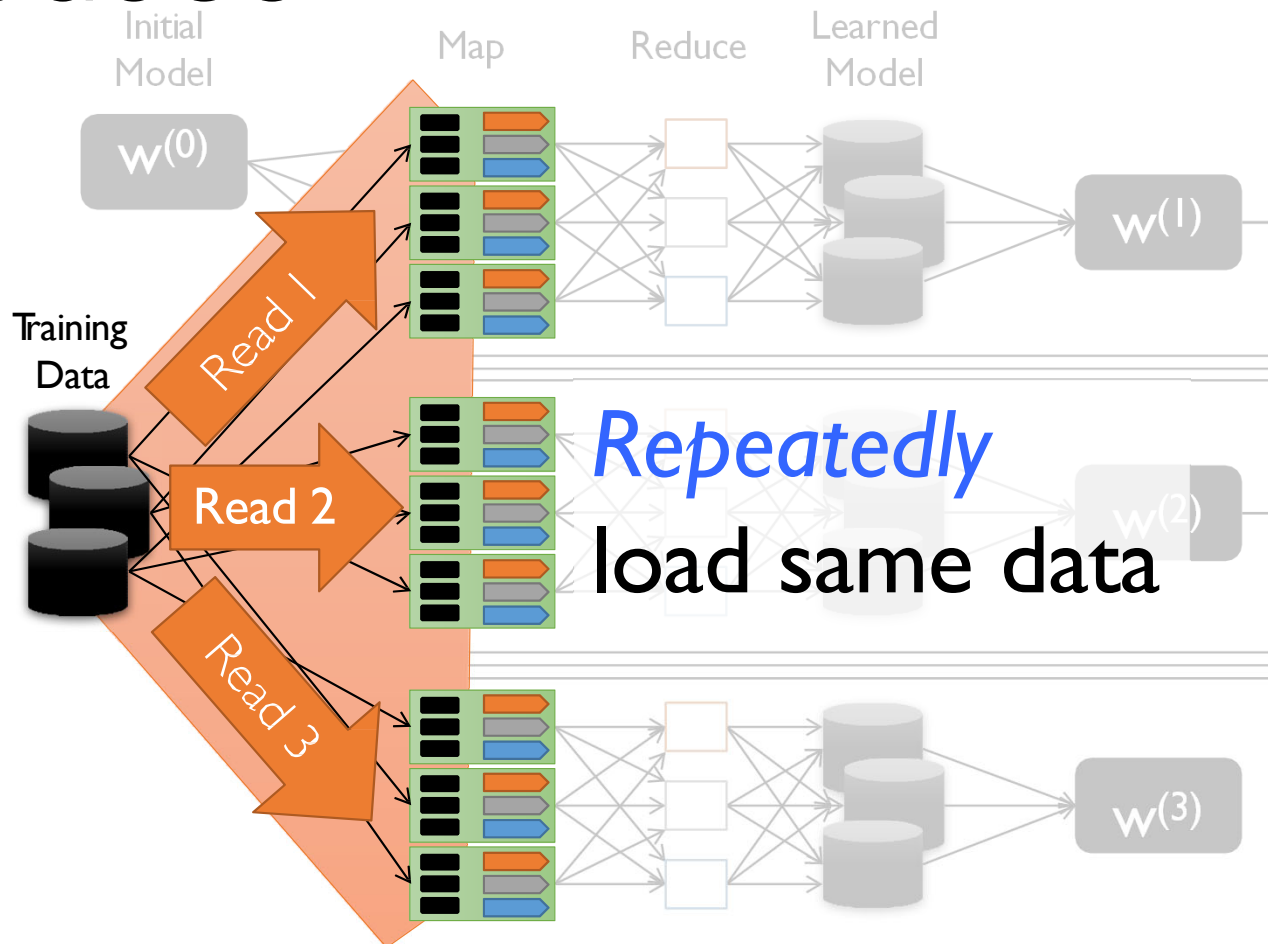 Initial
Model
Map
Reduce
Learned
Model
w(0)
w(1)
Read 1
Training
Data
Read 2
Repeatedly
load same data
w(2)
Read 3
w(3)